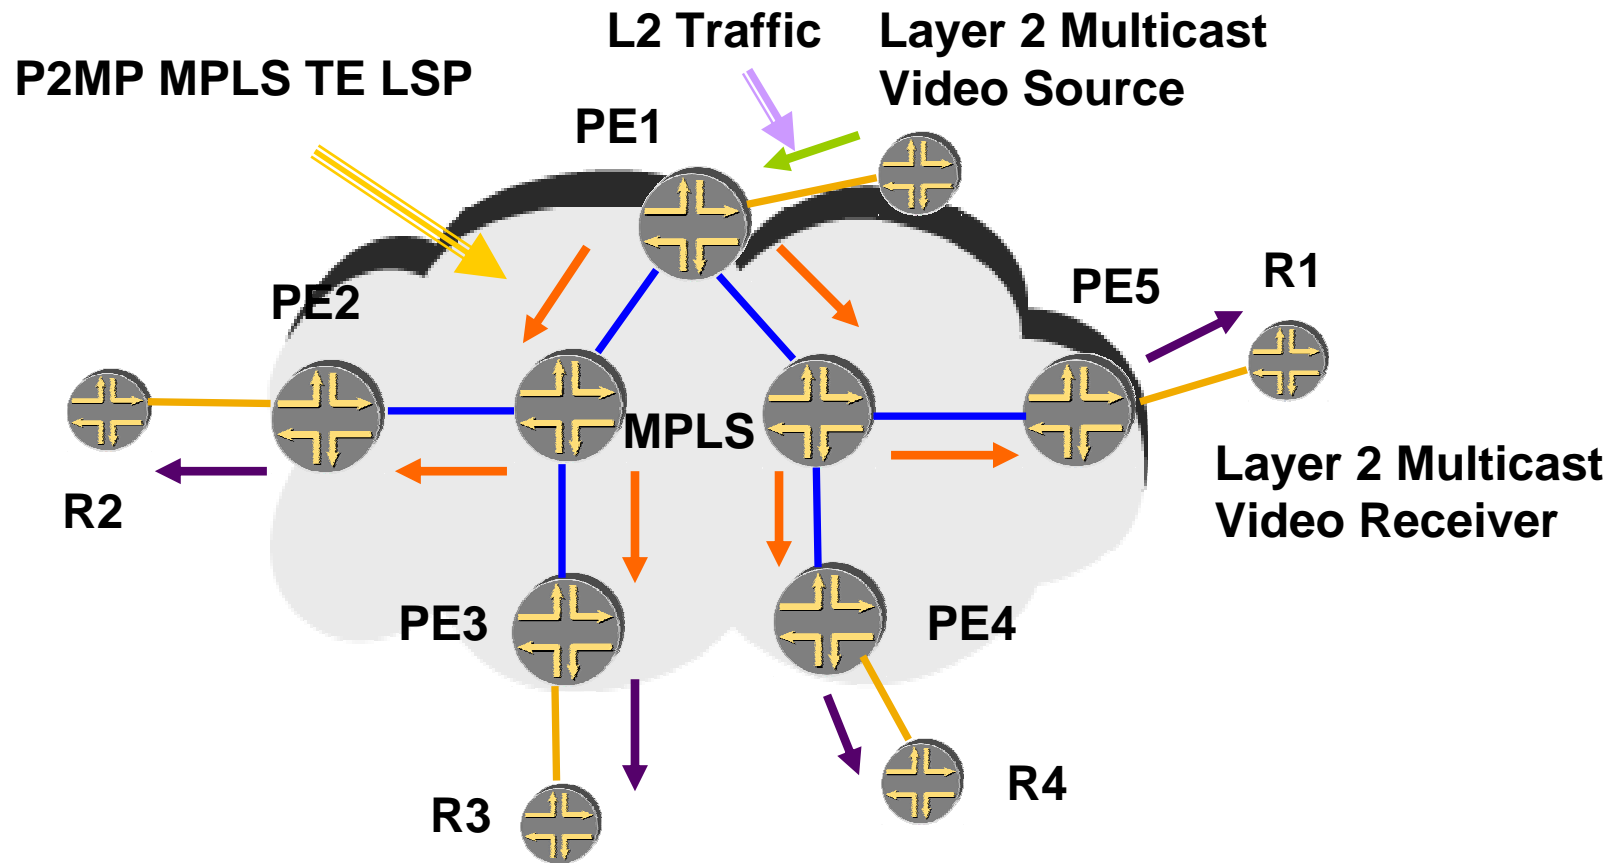 L2 Traffic
Layer 2 Multicast
Video Source
P2MP MPLS TE LSP
PE1
PE2
PE5
R1
MPLS
Layer 2 Multicast
Video Receiver
R2
PE3
PE4
R3
R4